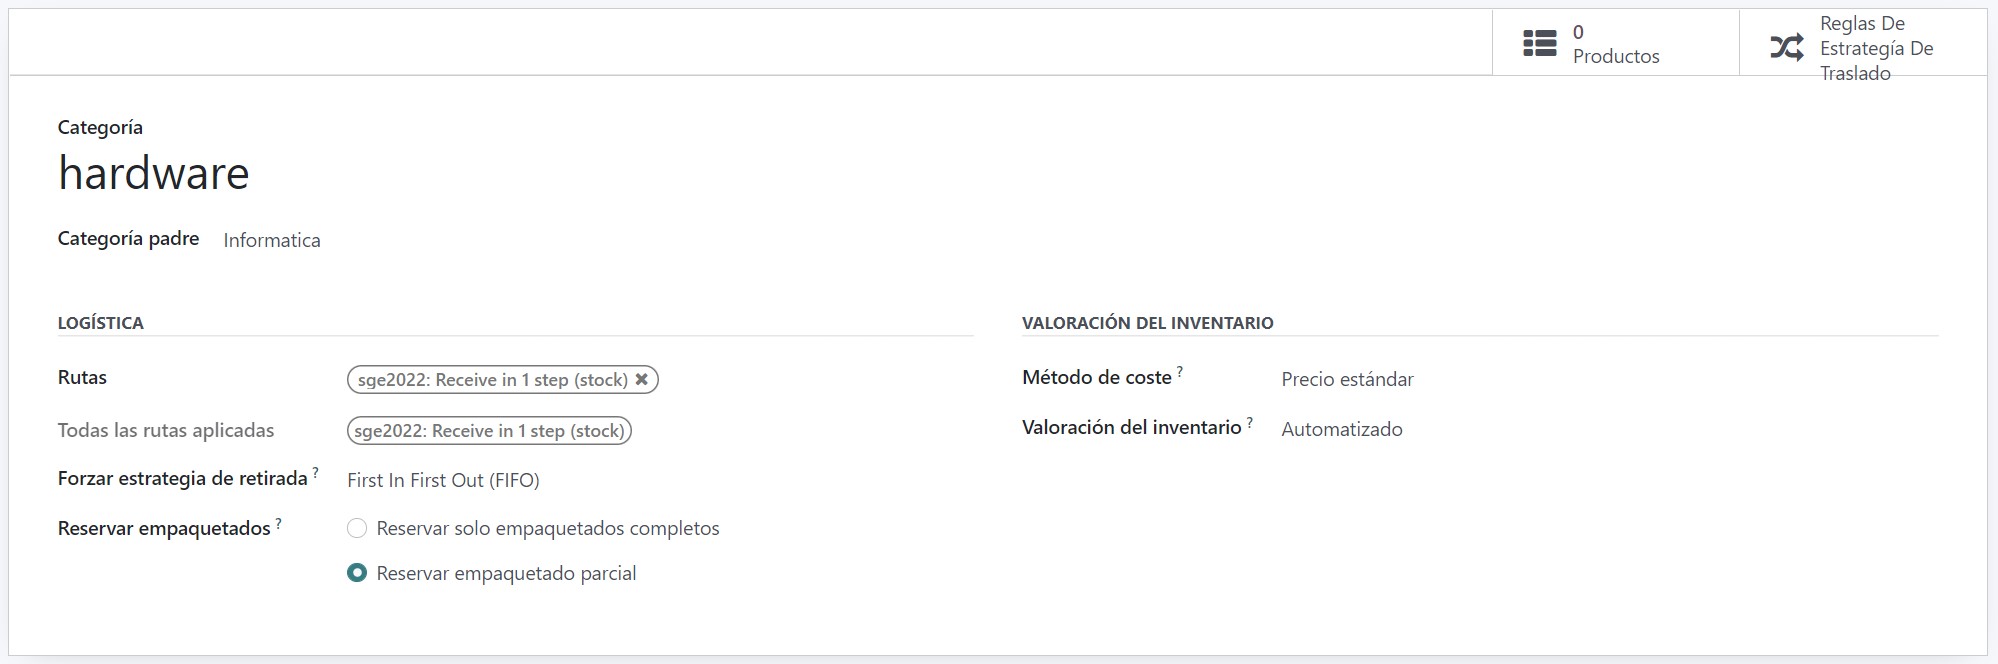 0
Productos
Reglas De
Estrategía De
Traslado
Categoría
hardware
Categoría padre Informatica
LOGÍSTICA
Rutas sge2022: Receive in 1 step (stock) ✖
Todas las rutas aplicadas sge2022: Receive in 1 step (stock)
Forzar estrategia de retirada ? First In First Out (FIFO)
Reservar empaquetados ? Reservar solo empaquetados completos
Reservar empaquetado parcial
VALORACIÓN DEL INVENTARIO
Método de coste ? Precio estándar
Valoración del inventario ? Automatizado